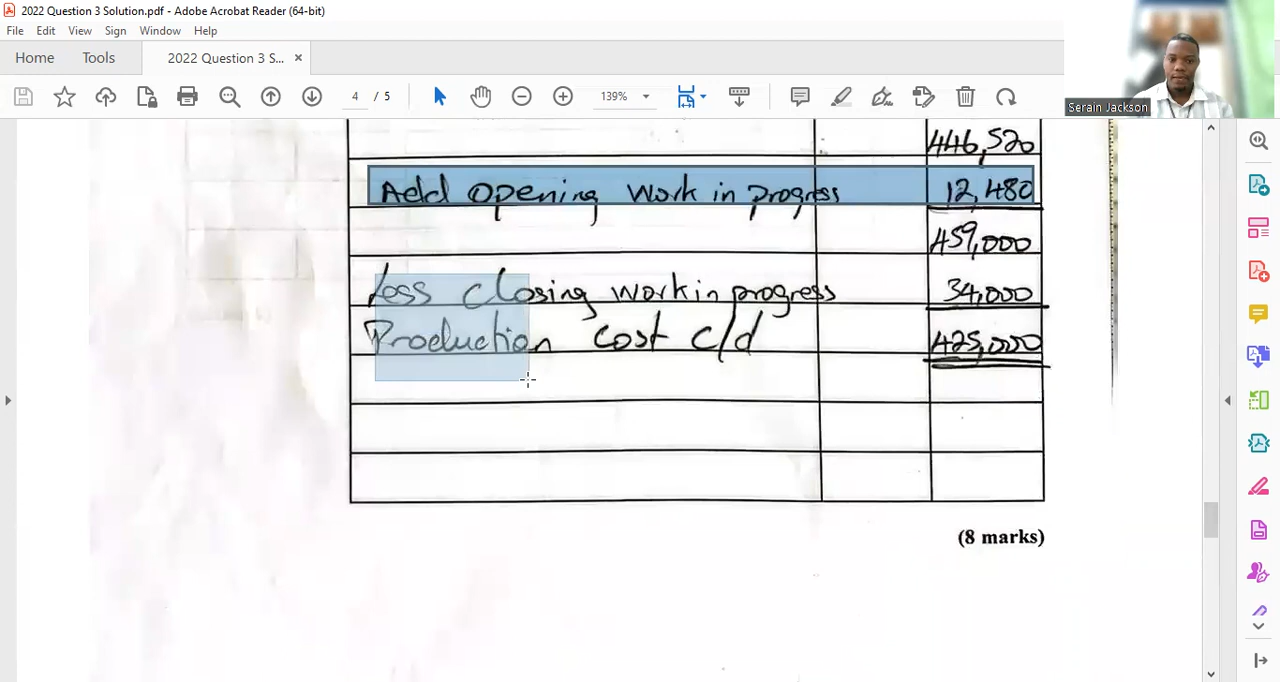 2022 Question 3 Solution.pdf - Adobe Acrobat Reader (64-bit)
File Edit View Sign Window Help
Home Tools 2022 Question 3 S... ×
4 / 5 139%
Serain Jackson
446,520
Add Opening Work in progress 12,480
459,000
Less Closing Work in progress 34,000
Production Cost c/d 425,000
(8 marks)